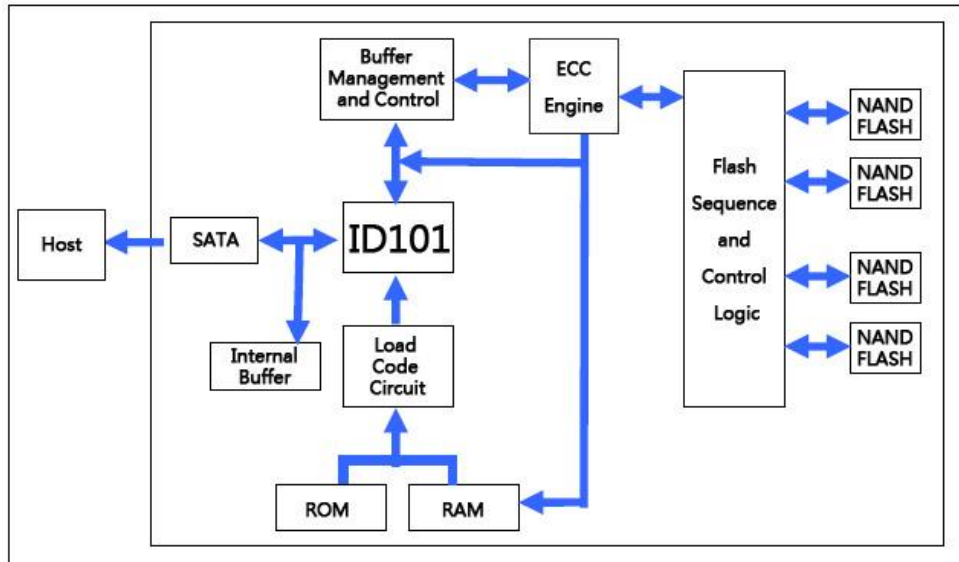 Buffer
Management
and Control
ECC
Engine
Flash
Sequence
and
Control
Logic
NAND
FLASH
NAND
FLASH
NAND
FLASH
NAND
FLASH
Host
SATA
ID101
Internal
Buffer
Load
Code
Circuit
ROM
RAM